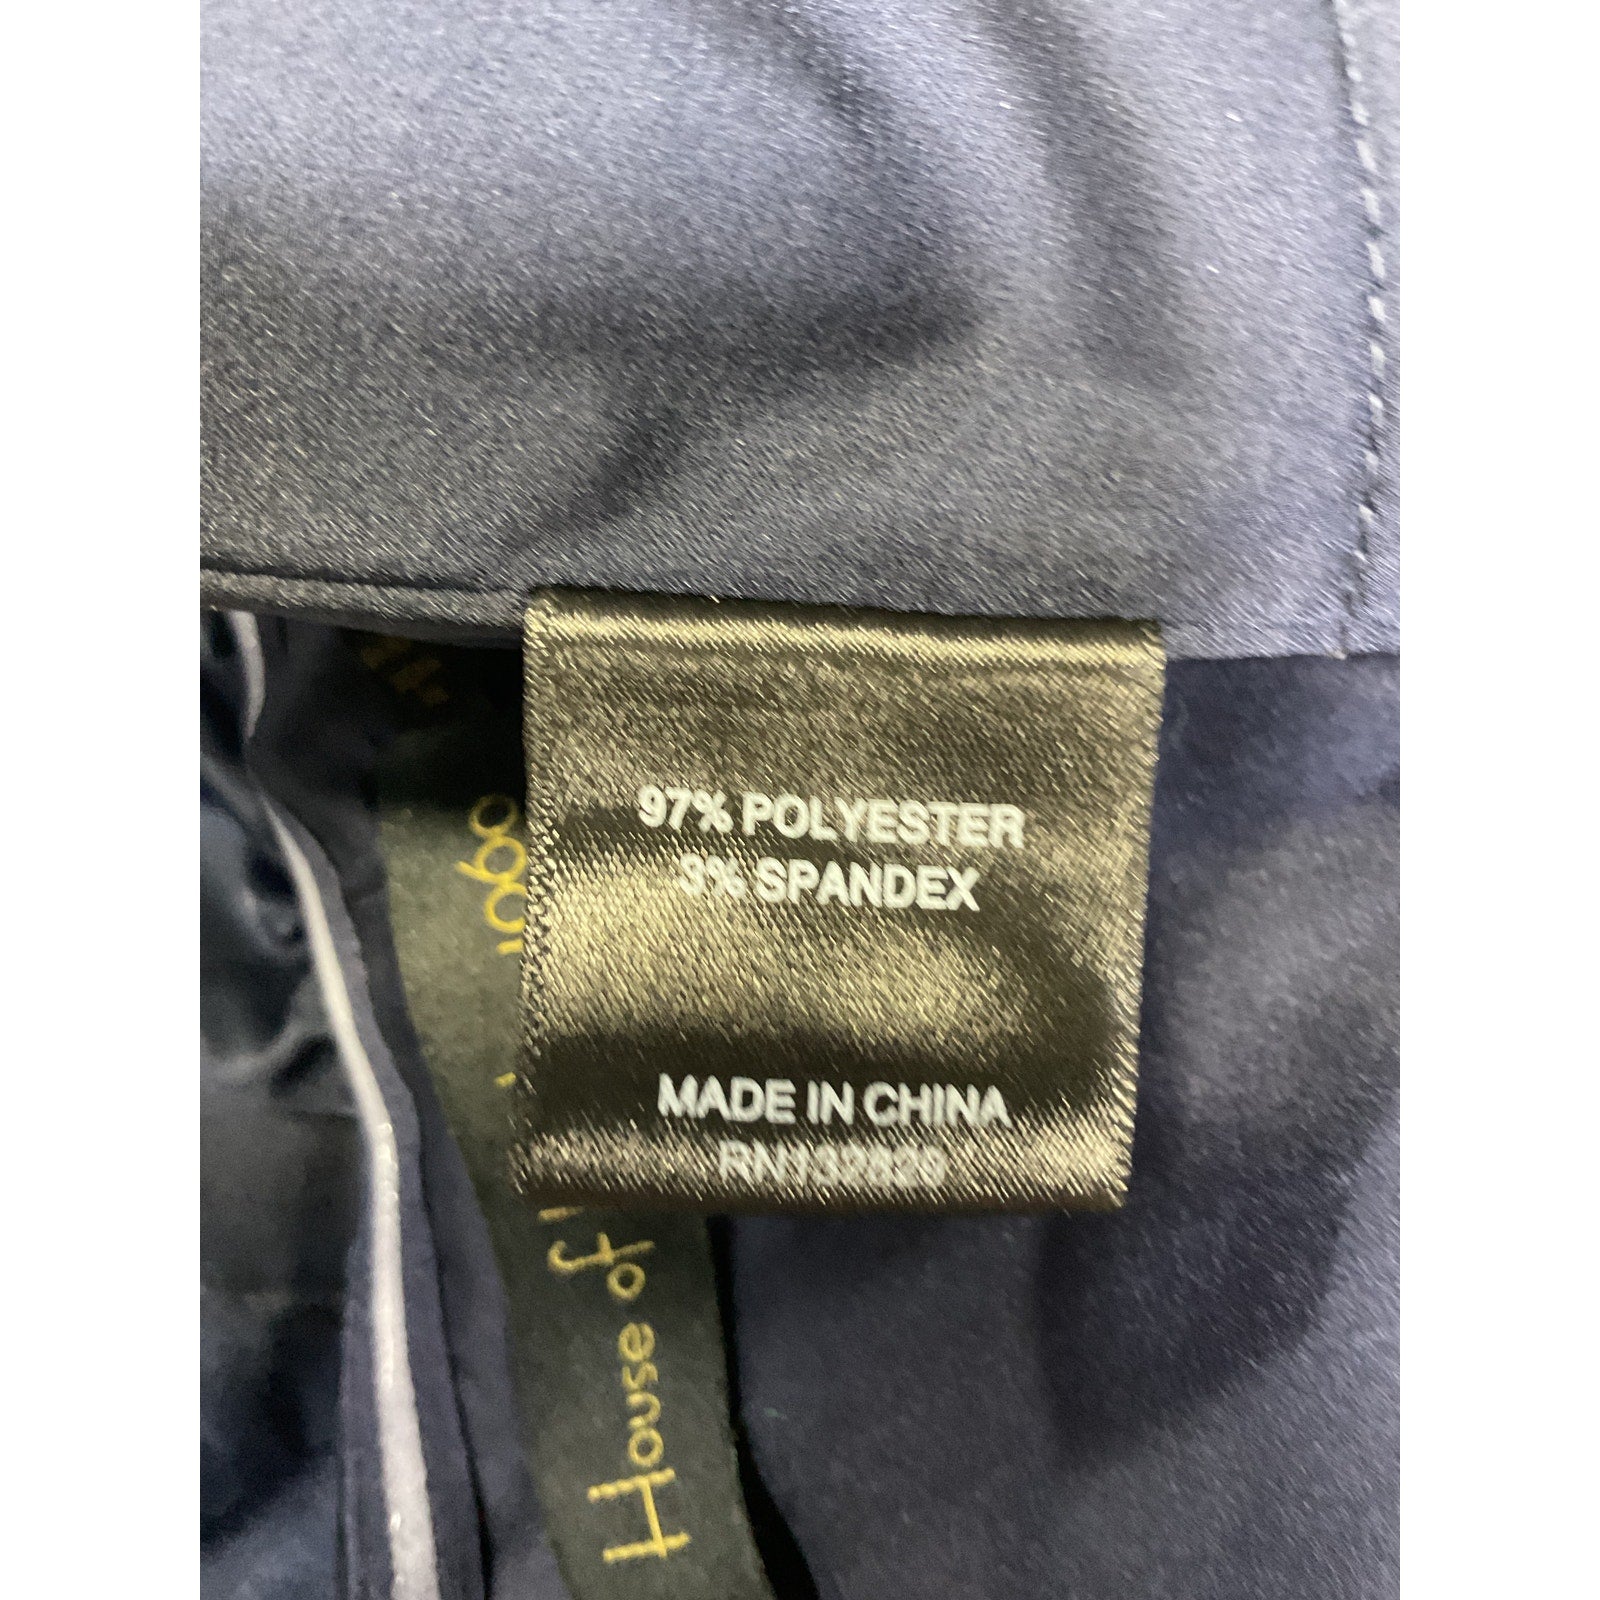 97% POLYESTER
3% SPANDEX
MADE IN CHINA
RN132829
House of